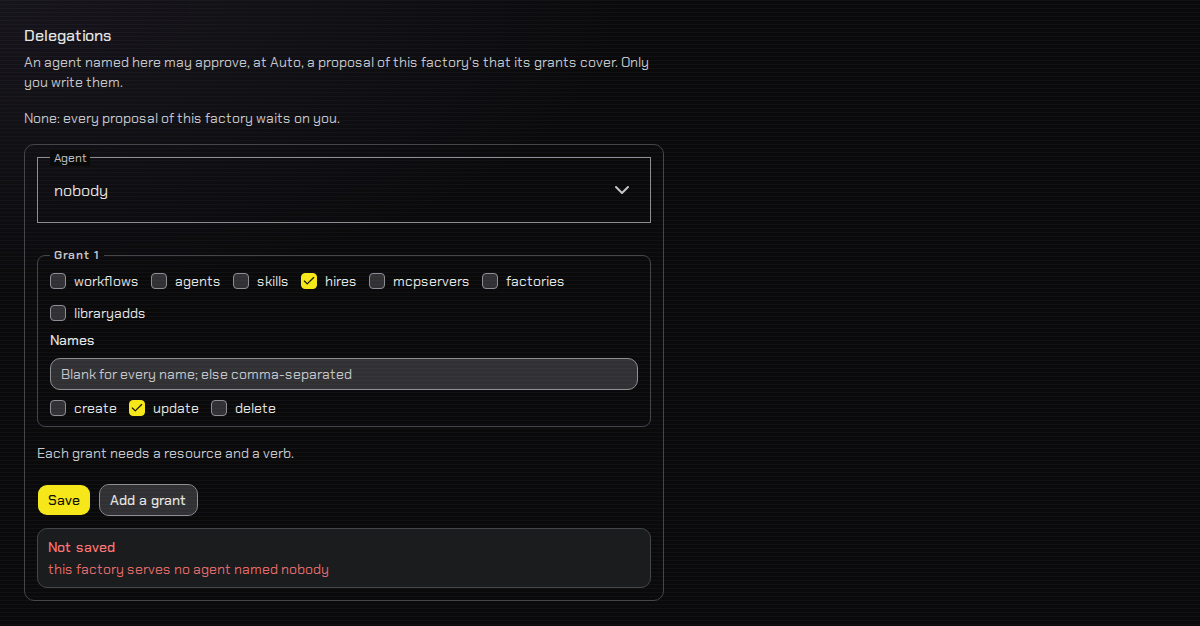 Delegations
An agent named here may approve, at Auto, a proposal of this factory's that its grants cover. Only
you write them.
None: every proposal of this factory waits on you.
Agent
nobody
Grant 1
workflows agents skills hires mcpservers factories
libraryadds
Names
Blank for every name; else comma-separated
create update delete
Each grant needs a resource and a verb.
Save Add a grant
Not saved
this factory serves no agent named nobody